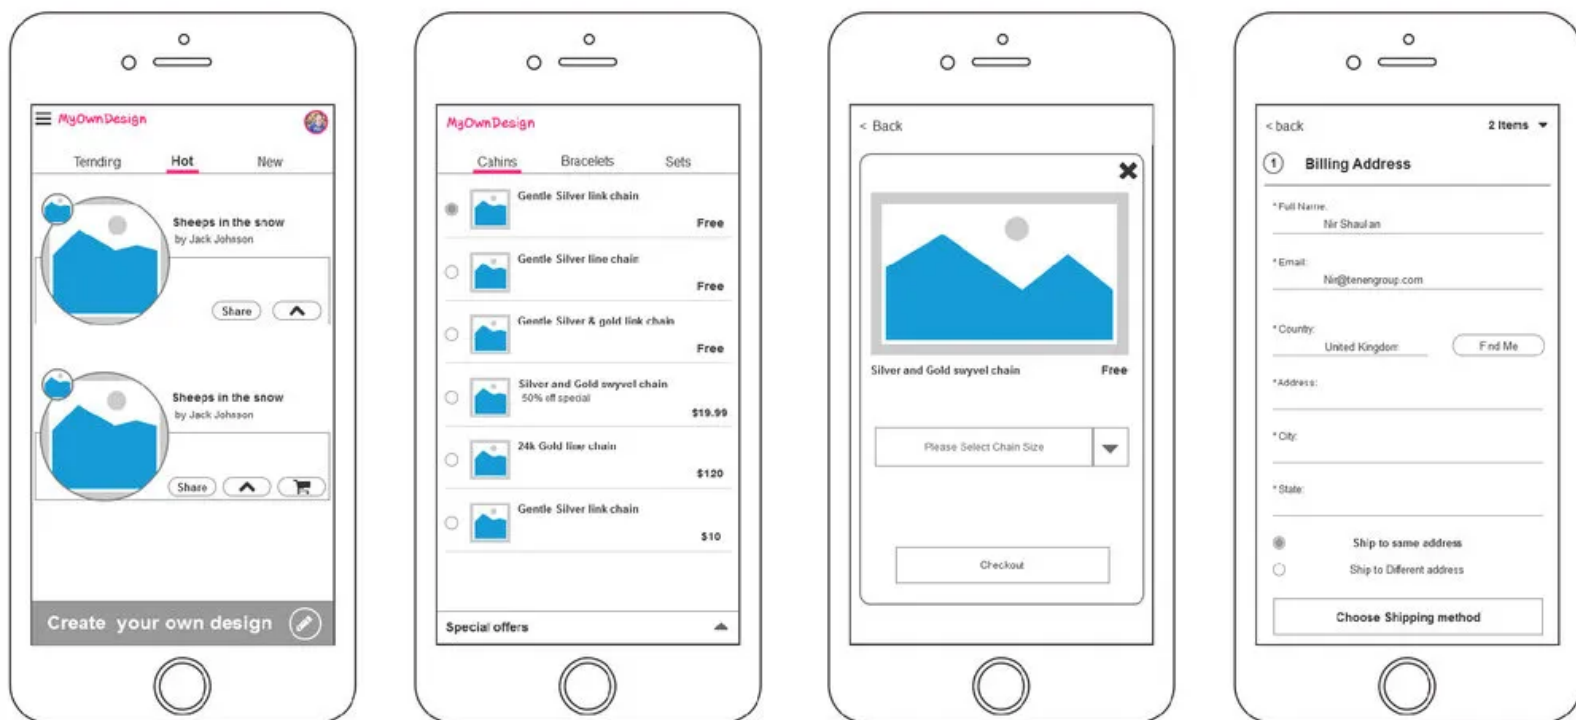 MyOwnDesign
Ternding Hot New
Sheeps in the snow
by Jack Johnson
Share
Sheeps in the snow
by Jack Johnson
Share
Create your own design
MyOwnDesign
Cahins Bracelets Sets
Gentle Silver link chain
Free
Gentle Silver line chain
Free
Gentle Silver & gold link chain
Free
Silver and Gold swyvel chain
50% off special
$19.99
24k Gold line chain
$120
Gentle Silver link chain
$10
Special offers
< Back
Silver and Gold swyvel chain Free
Please Select Chain Size
Checkout
< back 2 Items
1 Billing Address
* Full Name:
Nir Shaulan
* Email:
Nir@tenengroup.com
* Country:
United Kingdom Find Me
*Address:
* City:
* State:
Ship to same address
Ship to Different address
Choose Shipping method